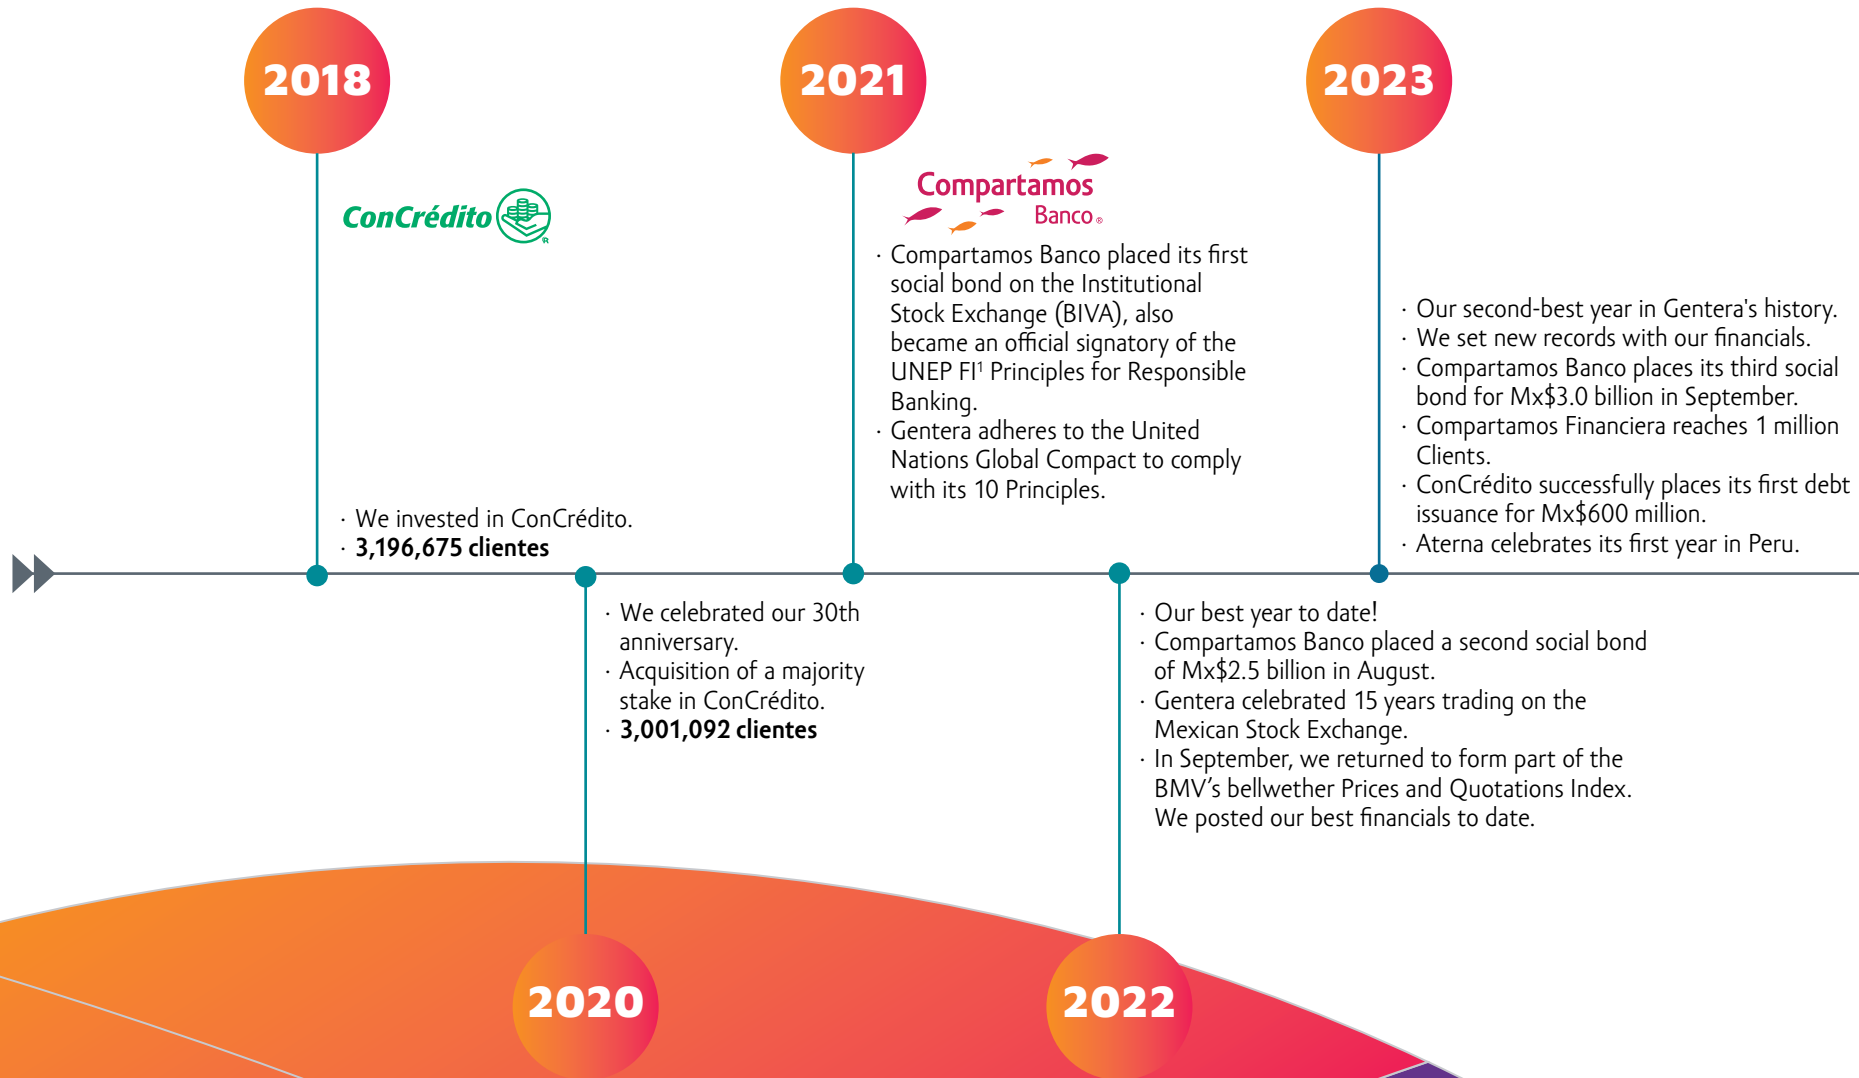 2018
ConCrédito
®
· We invested in ConCrédito.
· 3,196,675 clientes
2020
· We celebrated our 30th
anniversary.
· Acquisition of a majority
stake in ConCrédito.
· 3,001,092 clientes
2021
Compartamos
Banco ®
· Compartamos Banco placed its first
social bond on the Institutional
Stock Exchange (BIVA), also
became an official signatory of the
UNEP FI¹ Principles for Responsible
Banking.
· Gentera adheres to the United
Nations Global Compact to comply
with its 10 Principles.
2022
· Our best year to date!
· Compartamos Banco placed a second social bond
of Mx$2.5 billion in August.
· Gentera celebrated 15 years trading on the
Mexican Stock Exchange.
· In September, we returned to form part of the
BMV’s bellwether Prices and Quotations Index.
We posted our best financials to date.
2023
· Our second-best year in Gentera's history.
· We set new records with our financials.
· Compartamos Banco places its third social
bond for Mx$3.0 billion in September.
· Compartamos Financiera reaches 1 million
Clients.
· ConCrédito successfully places its first debt
issuance for Mx$600 million.
· Aterna celebrates its first year in Peru.